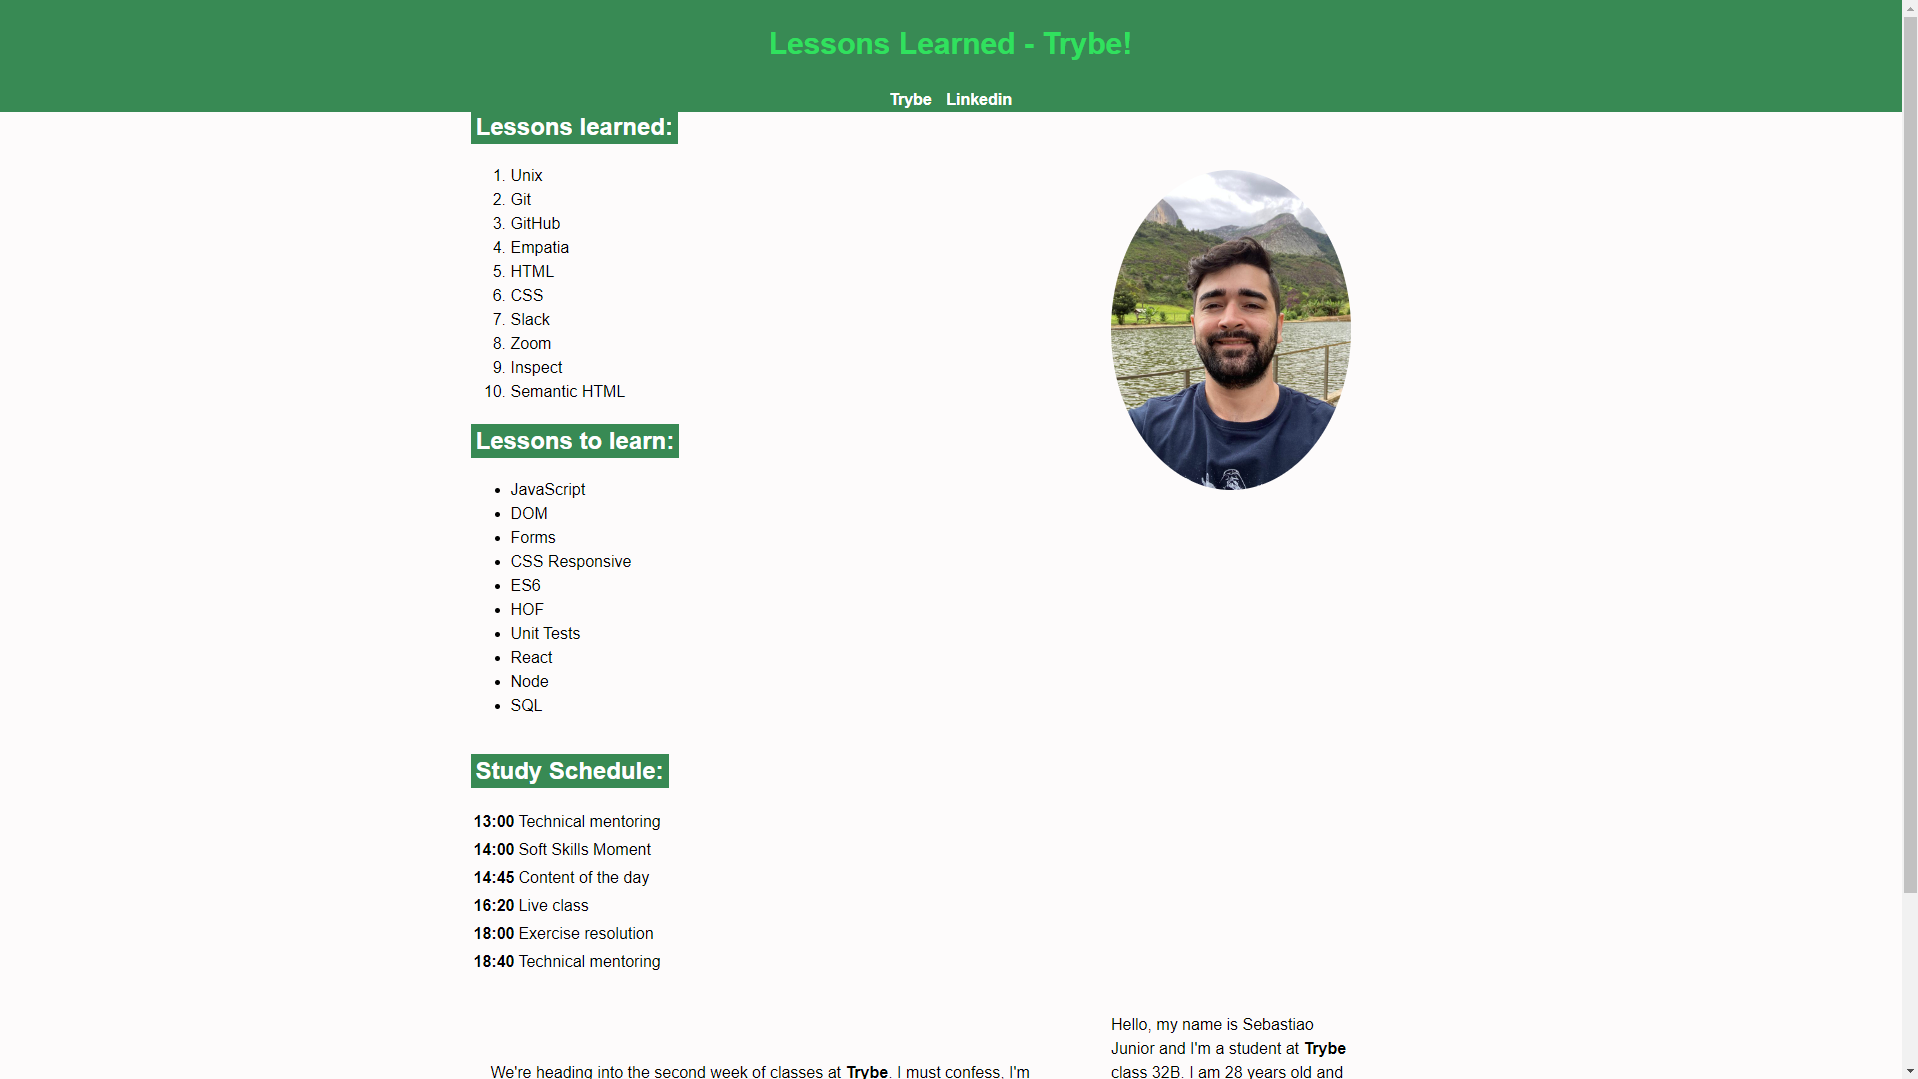 Lessons Learned - Trybe!
Trybe Linkedin
Lessons learned:
1. Unix
2. Git
3. GitHub
4. Empatia
5. HTML
6. CSS
7. Slack
8. Zoom
9. Inspect
10. Semantic HTML
Lessons to learn:
• JavaScript
• DOM
• Forms
• CSS Responsive
• ES6
• HOF
• Unit Tests
• React
• Node
• SQL
Study Schedule:
13:00 Technical mentoring
14:00 Soft Skills Moment
14:45 Content of the day
16:20 Live class
18:00 Exercise resolution
18:40 Technical mentoring
We're heading into the second week of classes at Trybe. I must confess, I'm
Hello, my name is Sebastiao
Junior and I'm a student at Trybe
class 32B. I am 28 years old and